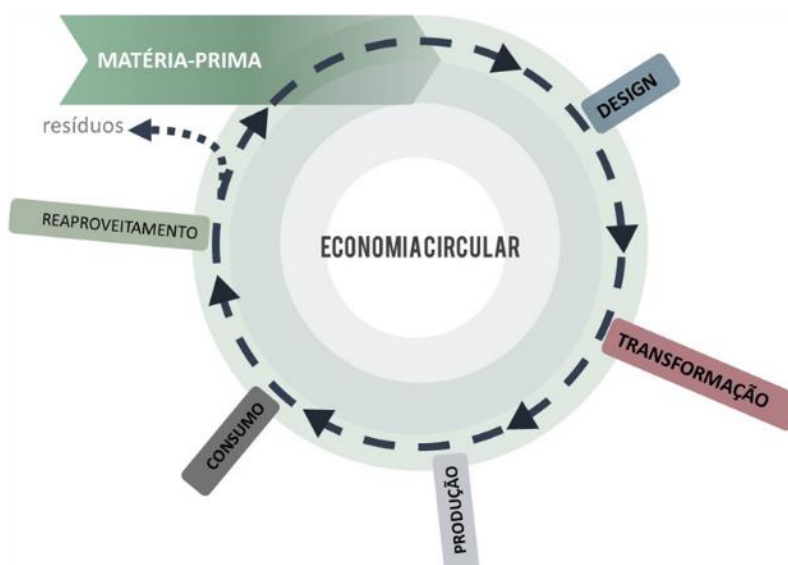 MATÉRIA-PRIMA
resíduos
DESIGN
REAPROVEITAMENTO
ECONOMIACIRCULAR
TRANSFORMAÇÃO
CONSUMO
PRODUÇÃO